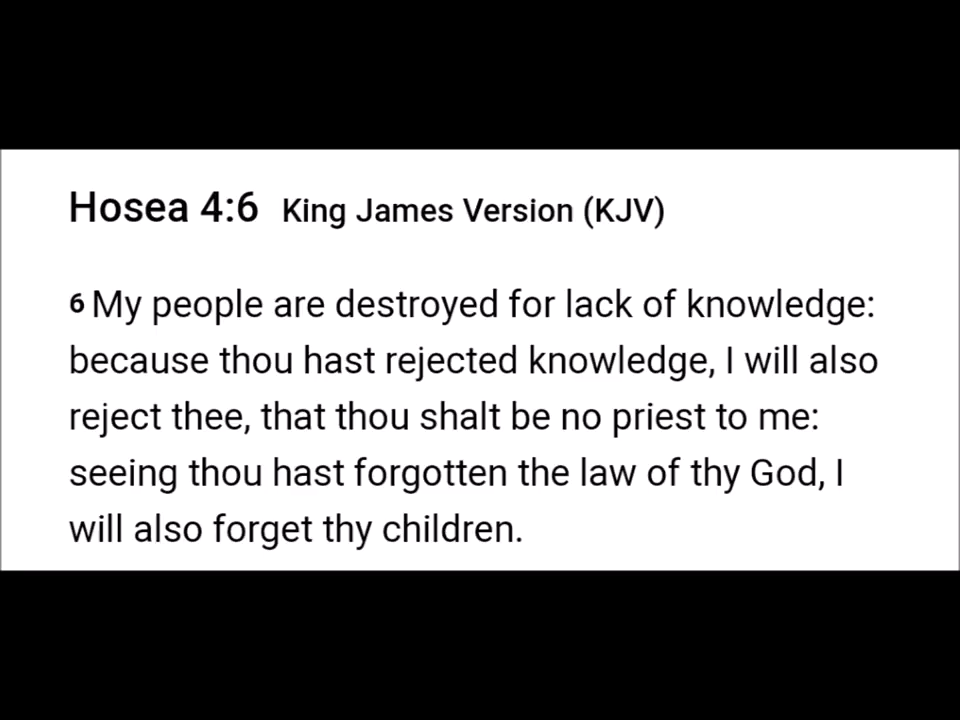 Hosea 4:6 King James Version (KJV)
6 My people are destroyed for lack of knowledge:
because thou hast rejected knowledge, I will also
reject thee, that thou shalt be no priest to me:
seeing thou hast forgotten the law of thy God, I
will also forget thy children.